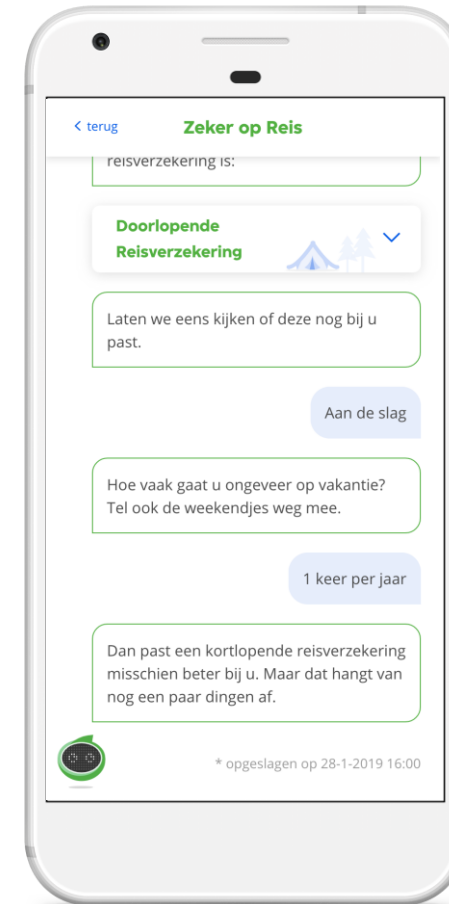 < terug
Zeker op Reis
reisverzekering is:
Doorlopende
Reisverzekering
Laten we eens kijken of deze nog bij u
past.
Aan de slag
Hoe vaak gaat u ongeveer op vakantie?
Tel ook de weekendjes weg mee.
1 keer per jaar
Dan past een kortlopende reisverzekering
misschien beter bij u. Maar dat hangt van
nog een paar dingen af.
* opgeslagen op 28-1-2019 16:00